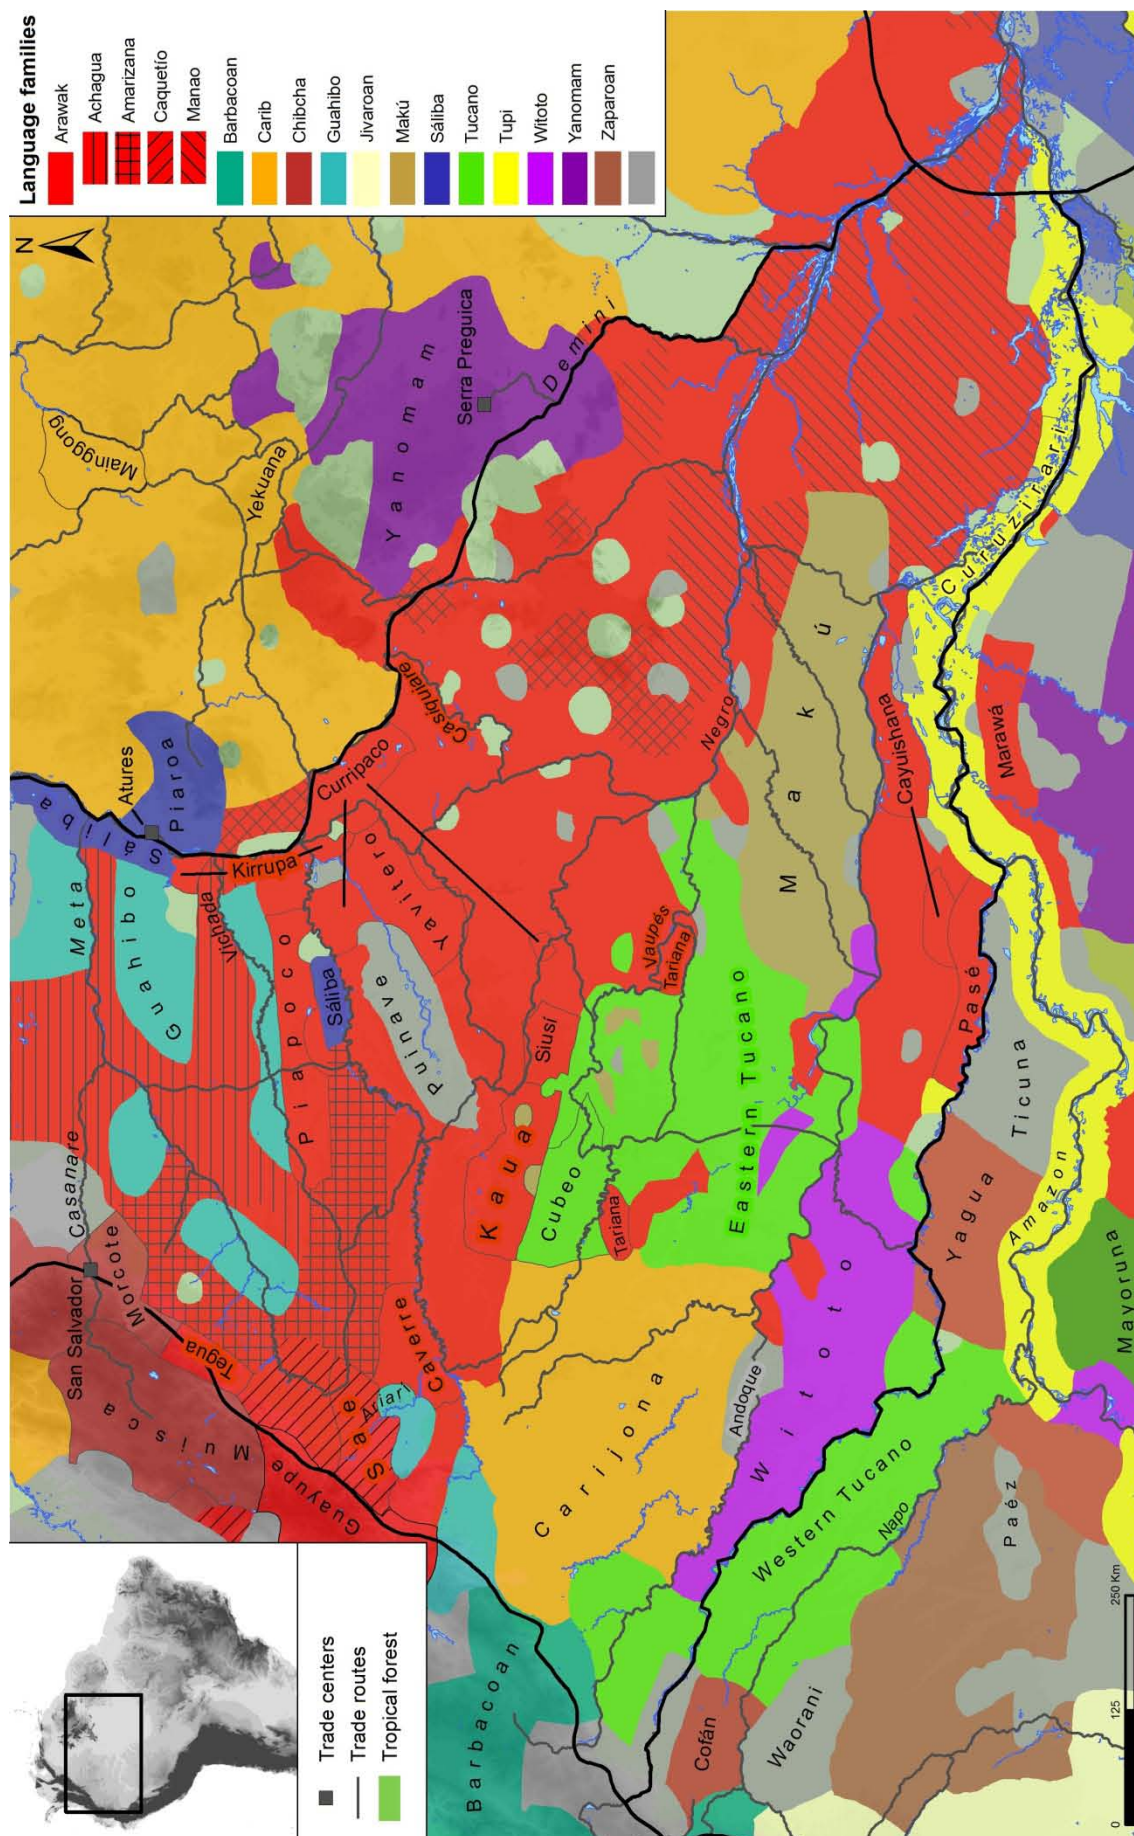 Language families
Arawak
Achagua
Amarizana
Caquetío
Manao
Barbacoan
Carib
Chibcha
Guahibo
Jivaroan
Makú
Sáliba
Tucano
Tupi
Witoto
Yanomam
Zaparoan
N
Trade centers
Trade routes
Tropical forest
San Salvador
Casanare
Morcote
Muisca
Tegua
Guayupe
Sae
Ariari
Caverre
Meta
Guahibo
Vichada
Piapoco
Sáliba
Kirrupa
Sáliba
Atures
Piaroa
Mainggong
Yekuana
Yanomam
Serra Preguica
Demini
Casiquiare
Curripaco
Yavitero
Puinave
Siusí
Kaua
Cubeo
Tariana
Vaupés
Tariana
Eastern Tucano
Negro
Makú
Carijona
Andoque
Witoto
Barbacoan
Western Tucano
Napo
Cofán
Waorani
Paéz
Yagua
Ticuna
Pasé
Cayuishana
Marawá
Curuzirari
Amazon
Mayoruna
125
250 Km
0